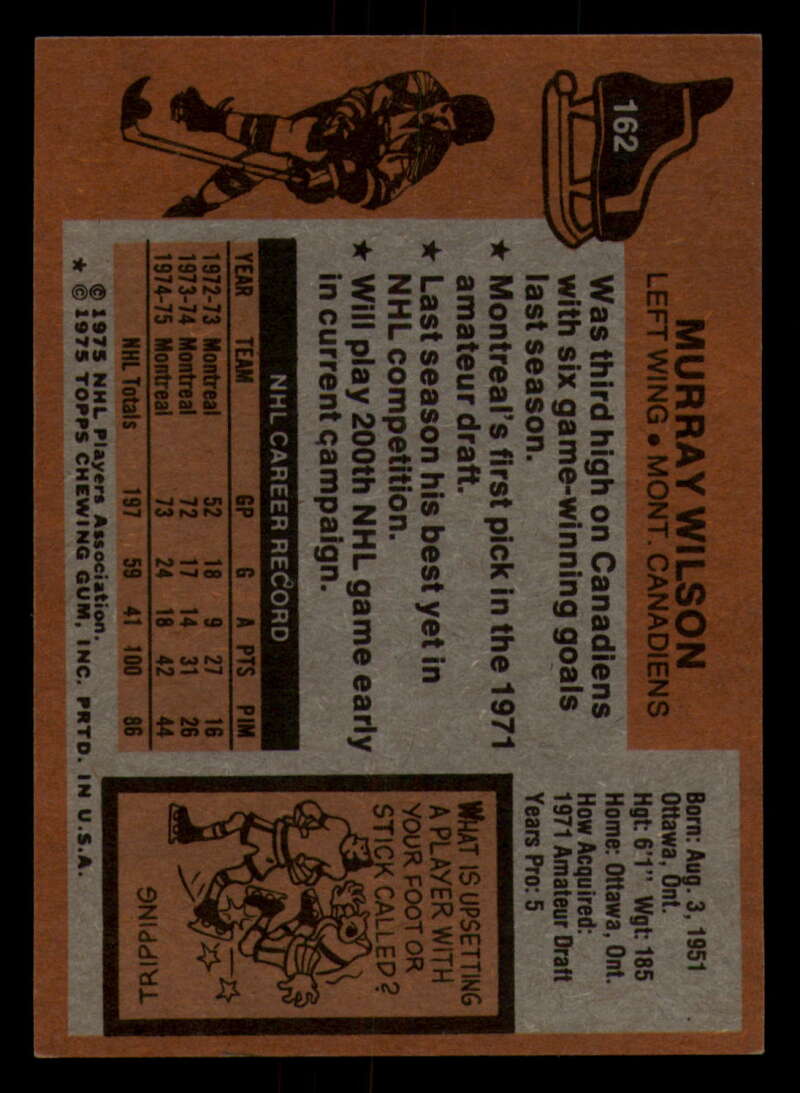 162
MURRAY WILSON
LEFT WING • MONT. CANADIENS
Was third high on Canadiens
with six game-winning goals
last season.
★ Montreal's first pick in the 1971
amateur draft.
★ Last season his best yet in
NHL competition.
★ Will play 200th NHL game early
in current campaign.
NHL CAREER RECORD
YEAR TEAM GP G A PTS PIM
1972-73 Montreal 52 18 9 27 16
1973-74 Montreal 72 17 14 31 26
1974-75 Montreal 73 24 18 42 44
NHL Totals 197 59 41 100 86
© 1975 NHL Players Association.
* © 1975 TOPPS CHEWING GUM, INC. PRTD. IN U.S.A.
Born: Aug. 3, 1951
Ottawa, Ont.
Hgt: 6'1" Wgt: 185
Home: Ottawa, Ont.
How Acquired:
1971 Amateur Draft
Years Pro: 5
WHAT IS UPSETTING
A PLAYER WITH
YOUR FOOT OR
STICK CALLED?
TRIPPING